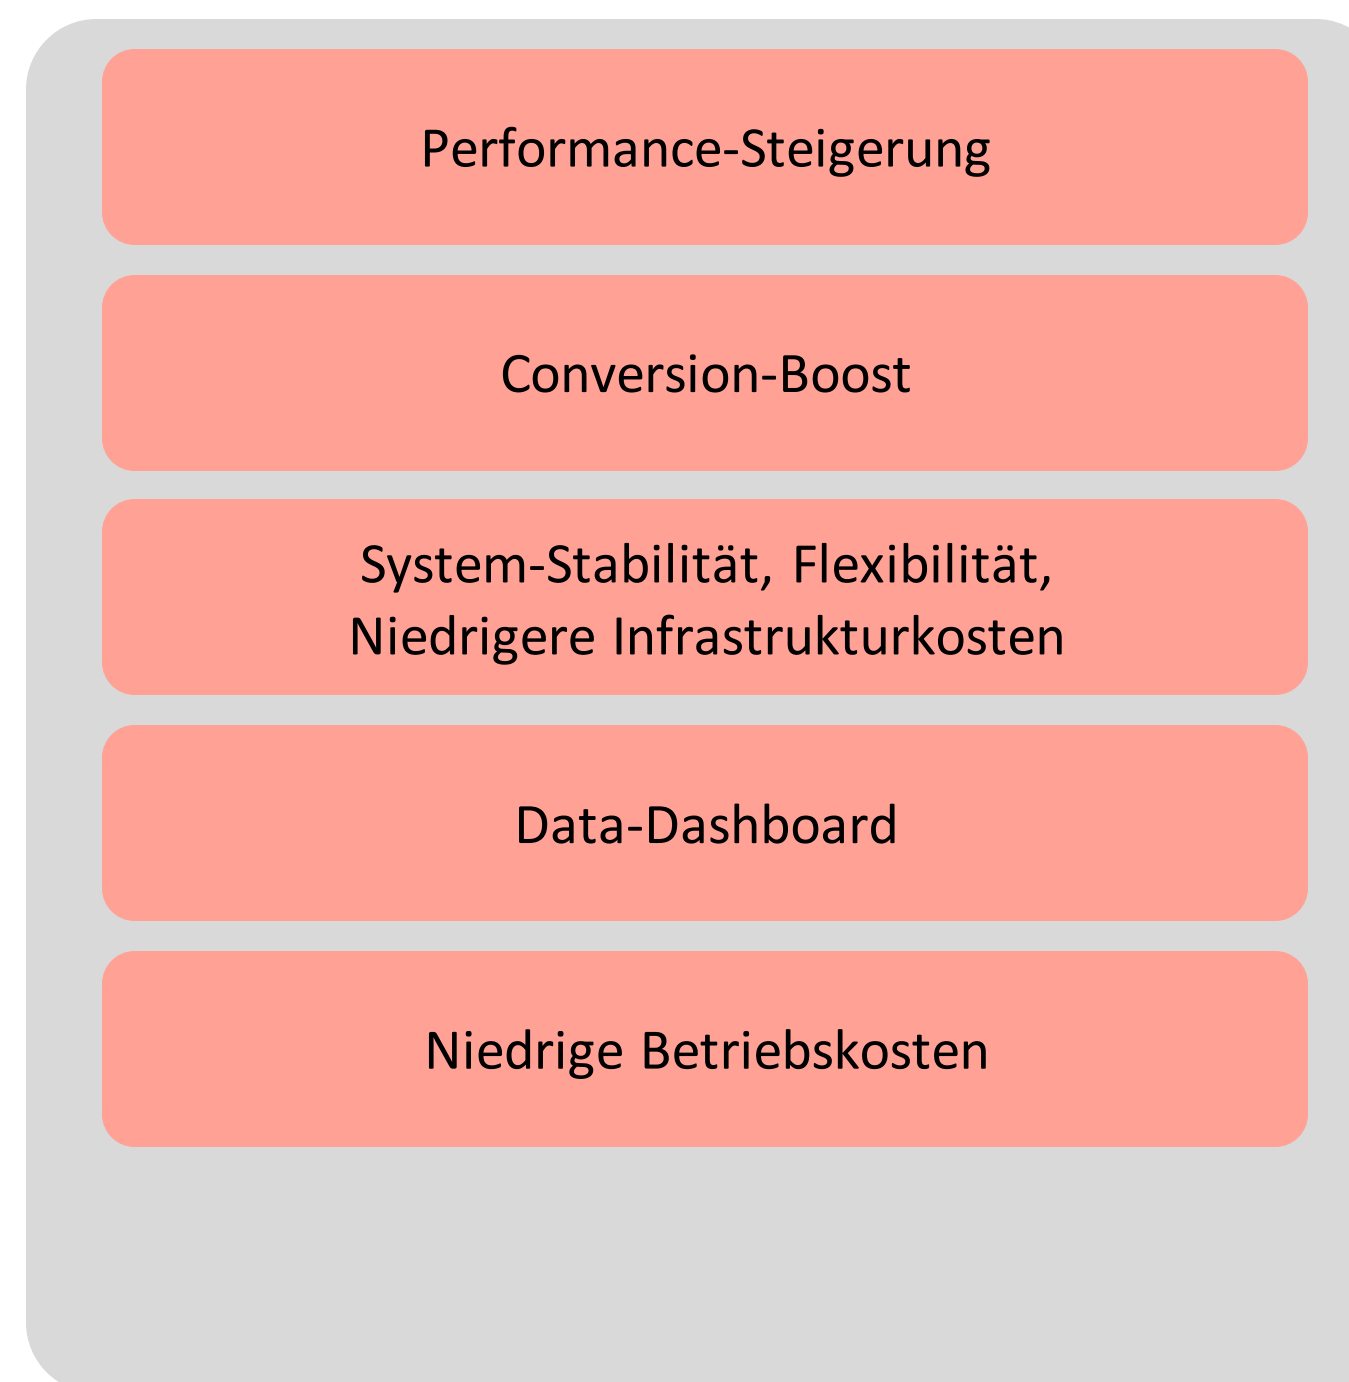 Performance-Steigerung
Conversion-Boost
System-Stabilität, Flexibilität,
Niedrigere Infrastrukturkosten
Data-Dashboard
Niedrige Betriebskosten